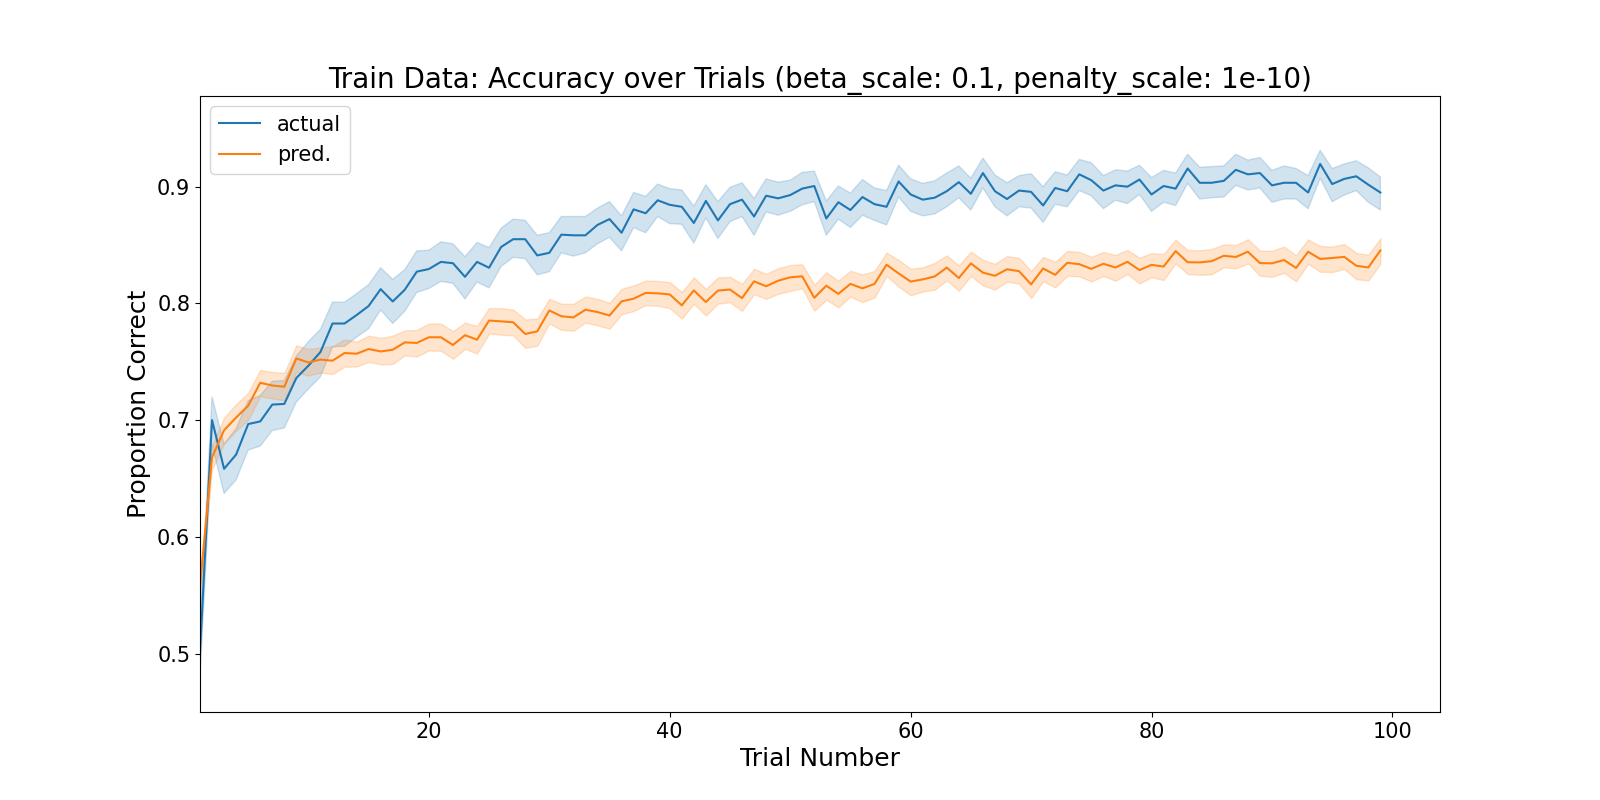 Train Data: Accuracy over Trials (beta_scale: 0.1, penalty_scale: 1e-10)
actual
pred.
0.9
0.8
0.7
0.6
0.5
Proportion Correct
20 40 60 80 100
Trial Number